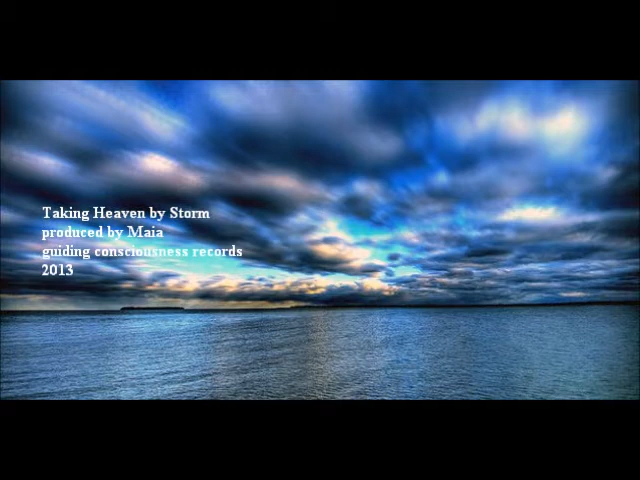 Taking Heaven by Storm
produced by Maia
guiding consciousness records
2013